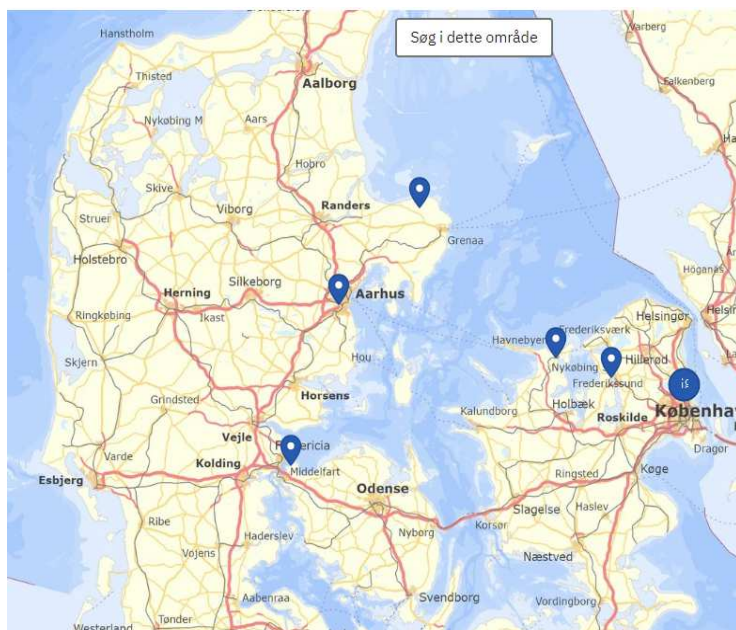 Hanstholm
Søg i dette område
Varberg
Thisted
Aalborg
Falkenberg
Nykøbing M
Aars
Hobro
Skive
Viborg
Randers
Struer
Grenaa
Holstebro
Höganäs
Silkeborg
Herning
Aarhus
Ringkøbing
Ikast
Helsingør
Frederiksværk
Havnebyen
Hou
Skjern
Nykøbing
Hillerød
Frederikssund
Grindsted
Horsens
Holbæk
Kalundborg
Roskilde
Vejle
Dragør
Varde
Kolding
Middelfart
Esbjerg
Ringsted
Køge
Odense
Slagelse
Haslev
Ribe
Nyborg
Korsør
Haderslev
Vojens
Næstved
Aabenraa
Svendborg
Vordingborg
Tønder
Westerland